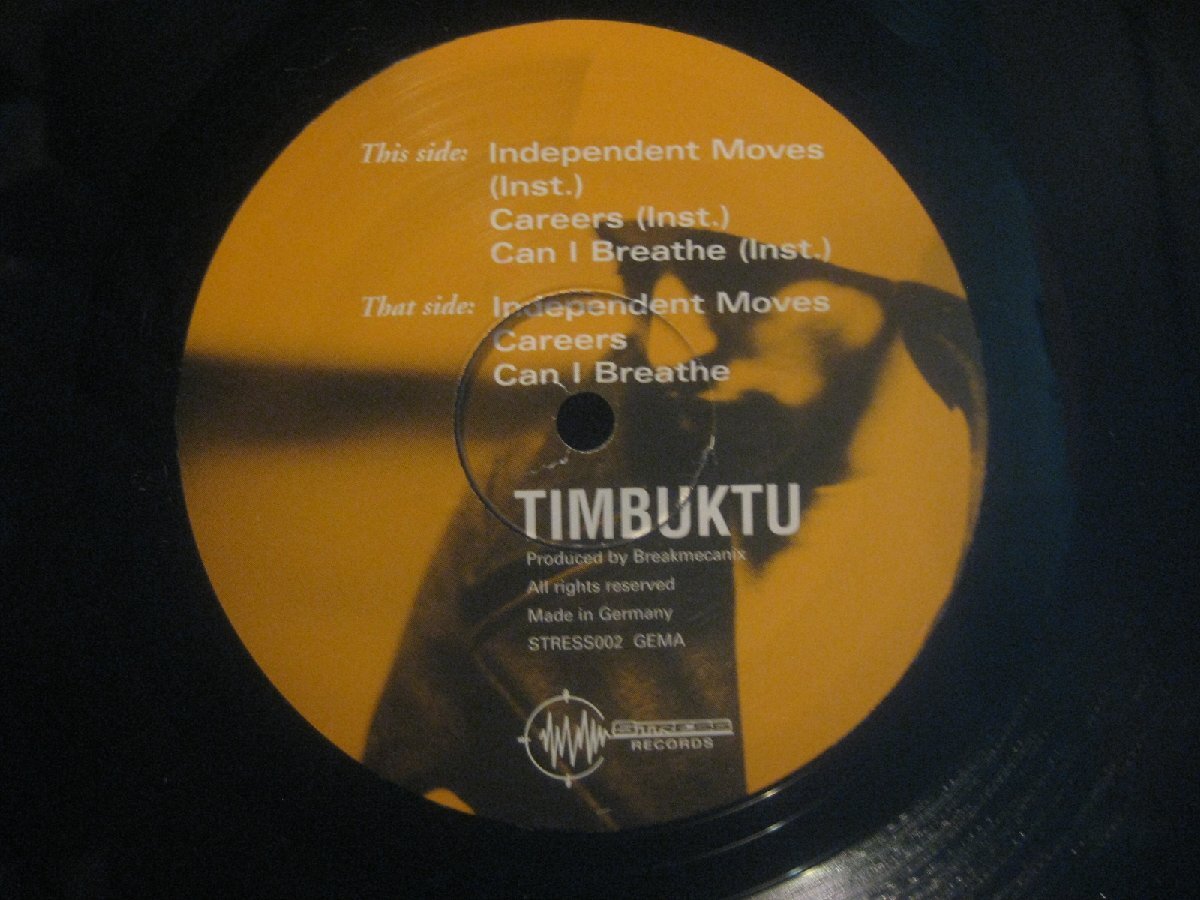 This side: Independent Moves
(Inst.)
Careers (Inst.)
Can I Breathe (Inst.)
That side: Independent Moves
Careers
Can I Breathe
TIMBUKTU
Produced by Breakmecanix
All rights reserved
Made in Germany
STRESS002 GEMA
STRESS
RECORDS